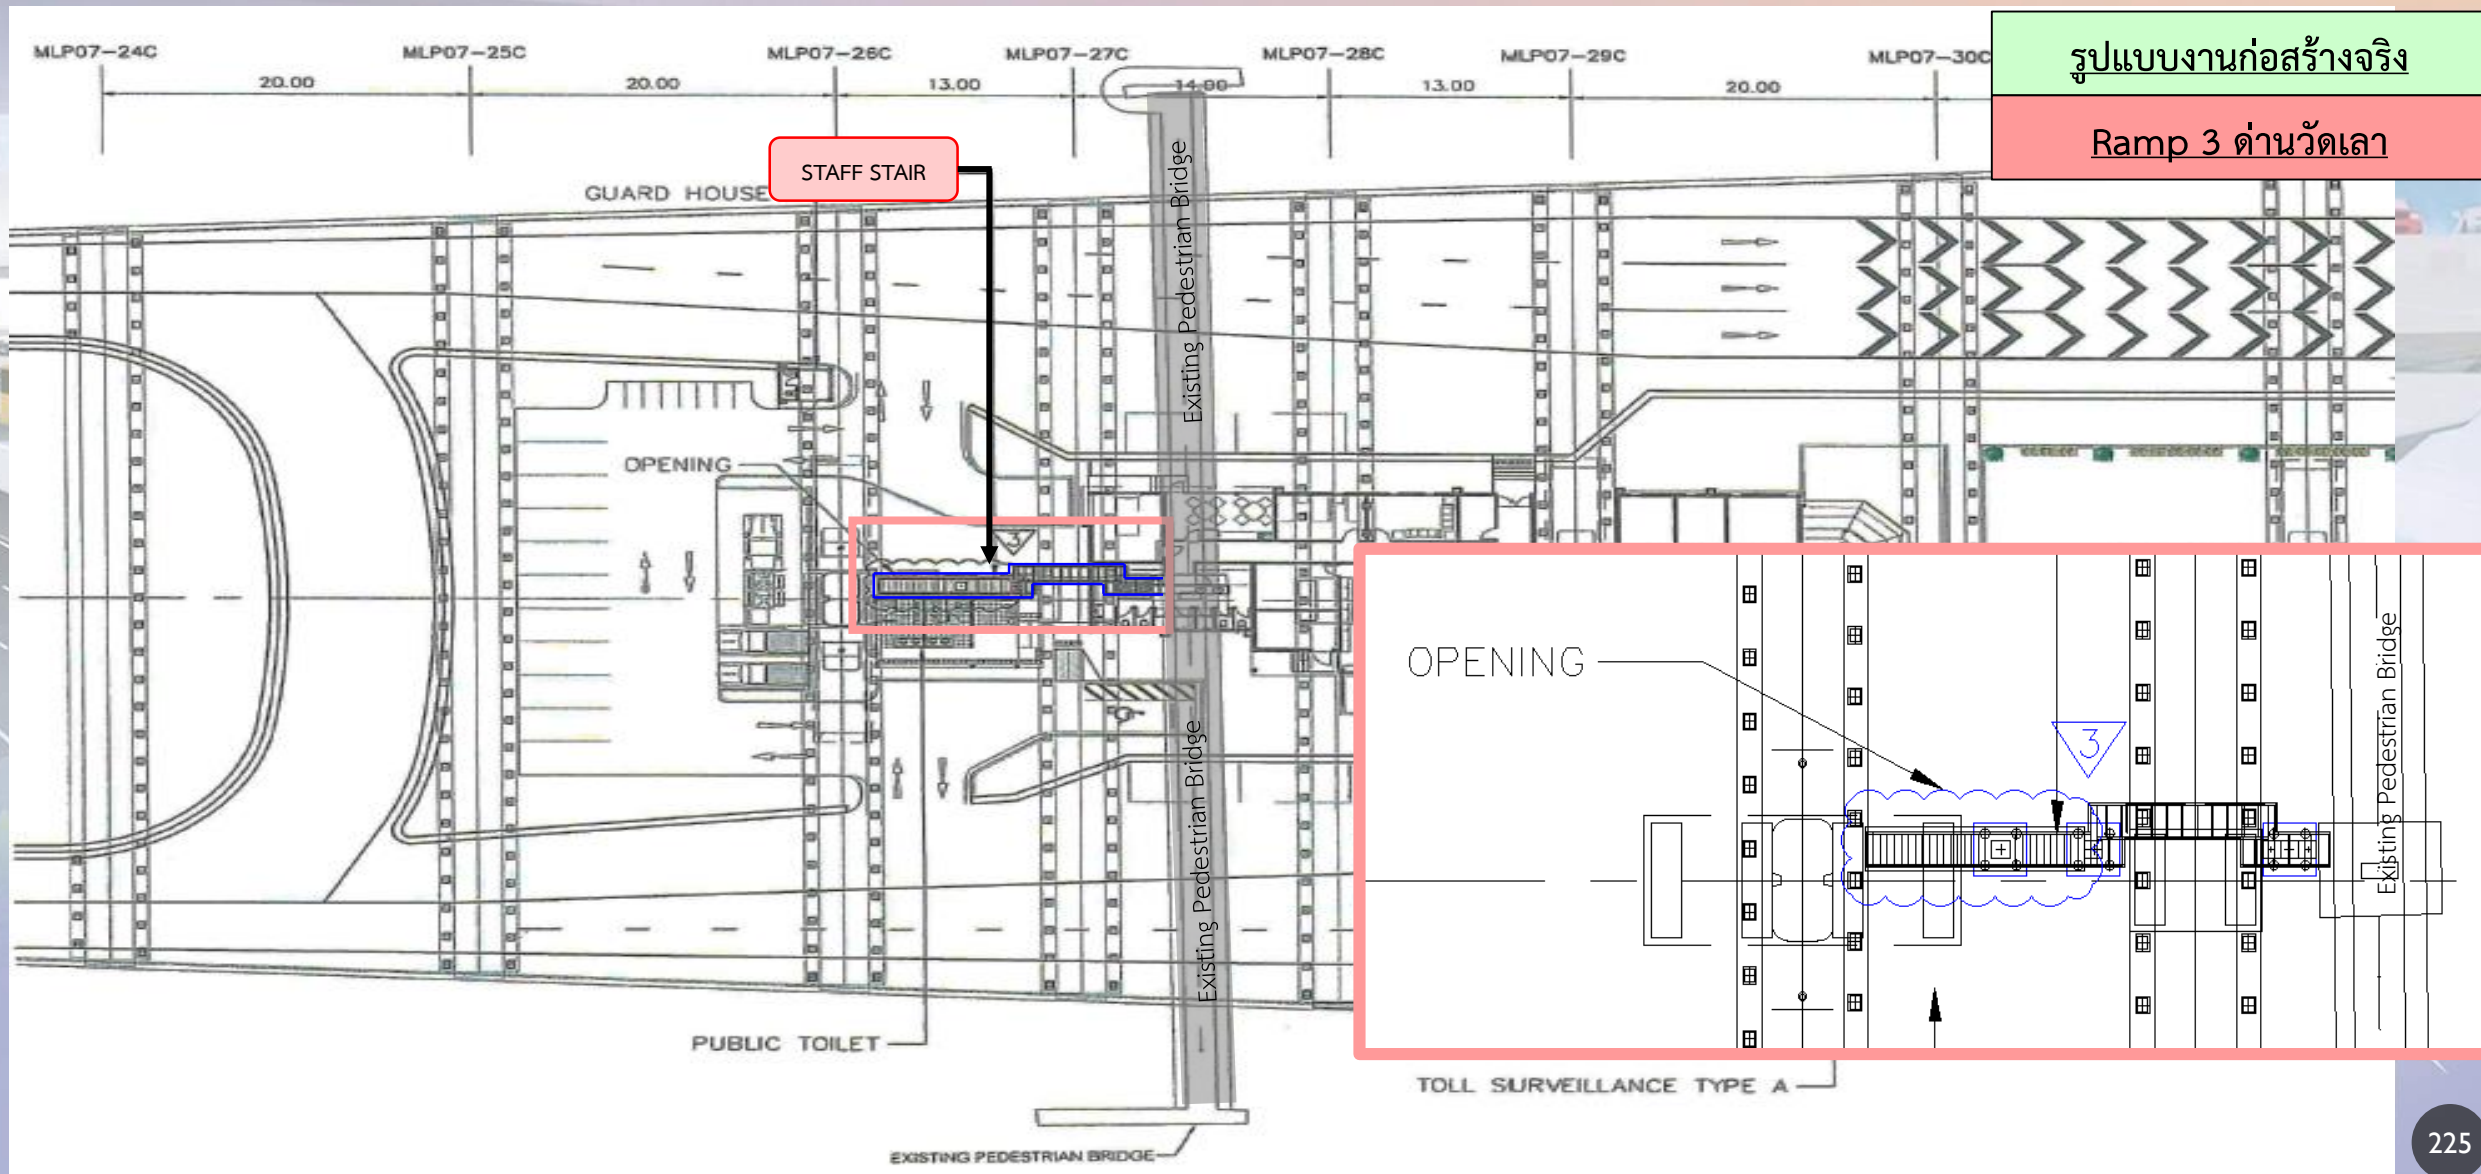 MLP07-24C
MLP07-25C
MLP07-26C
MLP07-27C
MLP07-28C
MLP07-29C
MLP07-30C
20.00
20.00
13.00
14.00
13.00
20.00
รูปแบบงานก่อสร้างจริง
Ramp 3 ด่านวัดเลา
STAFF STAIR
GUARD HOUSE
Existing Pedestrian Bridge
OPENING
3
OPENING
3
Existing Pedestrian Bridge
Existing Pedestrian Bridge
PUBLIC TOILET
TOLL SURVEILLANCE TYPE A
EXISTING PEDESTRIAN BRIDGE
225